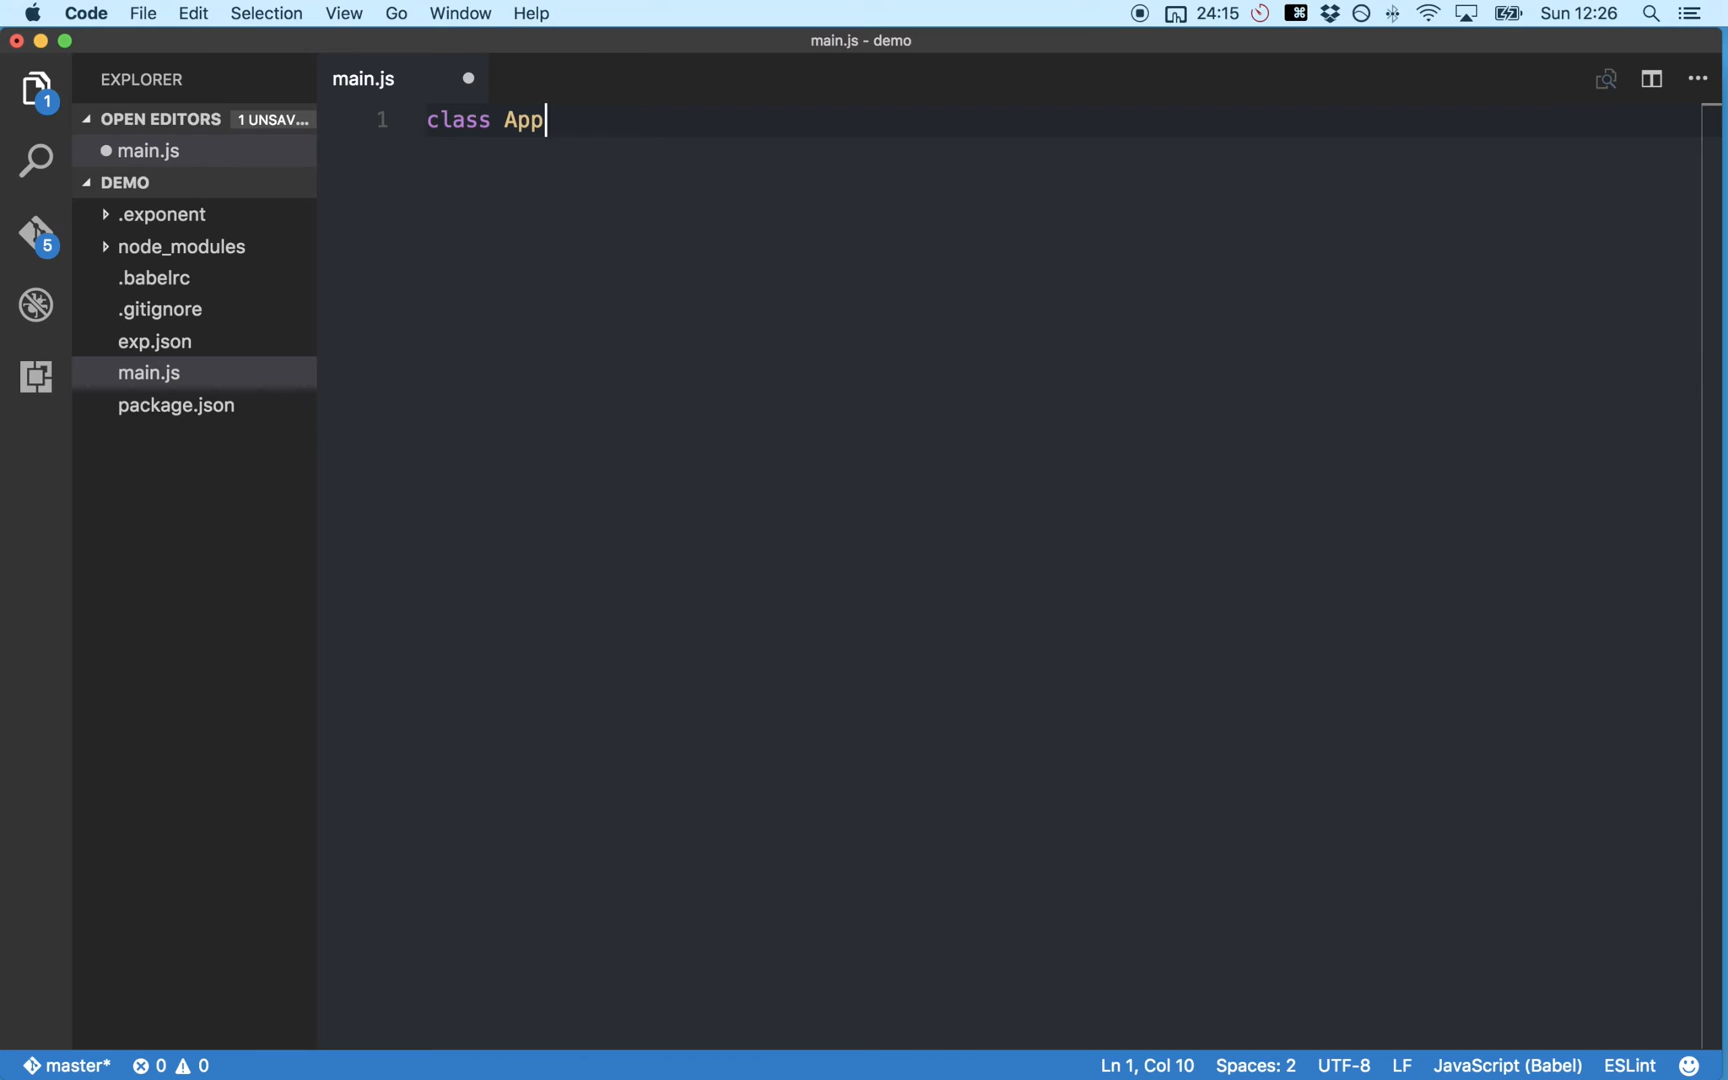 Code File Edit Selection View Go Window Help 24:15 Sun 12:26
main.js - demo
EXPLORER
1
OPEN EDITORS 1 UNSAV...
main.js
DEMO
.exponent
node_modules
5
.babelrc
.gitignore
exp.json
main.js
package.json
main.js
1 class App
master* 0 0 Ln 1, Col 10 Spaces: 2 UTF-8 LF JavaScript (Babel) ESLint